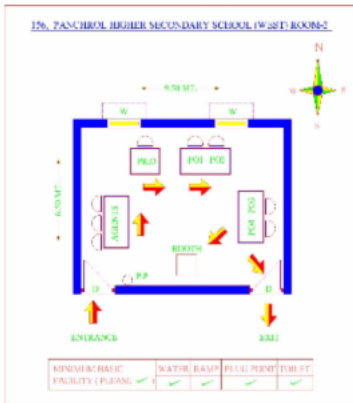 156, PANCHROL HIGHER SECONDARY SCHOOL (WEST) ROOM-2
N
9.50 MT.
W
W
E
S
PRO
PO1 PO2
6.50 MT.
AGENTS
PO4 PO3
BOOTH
P.P
D
D
ENTRANCE
EXIT
MINIMUM BASIC FACILITY ( PLEASE ✓ )
WATER
RAMP
PLUG POINT
TOILET
✓
✓
✓
✓